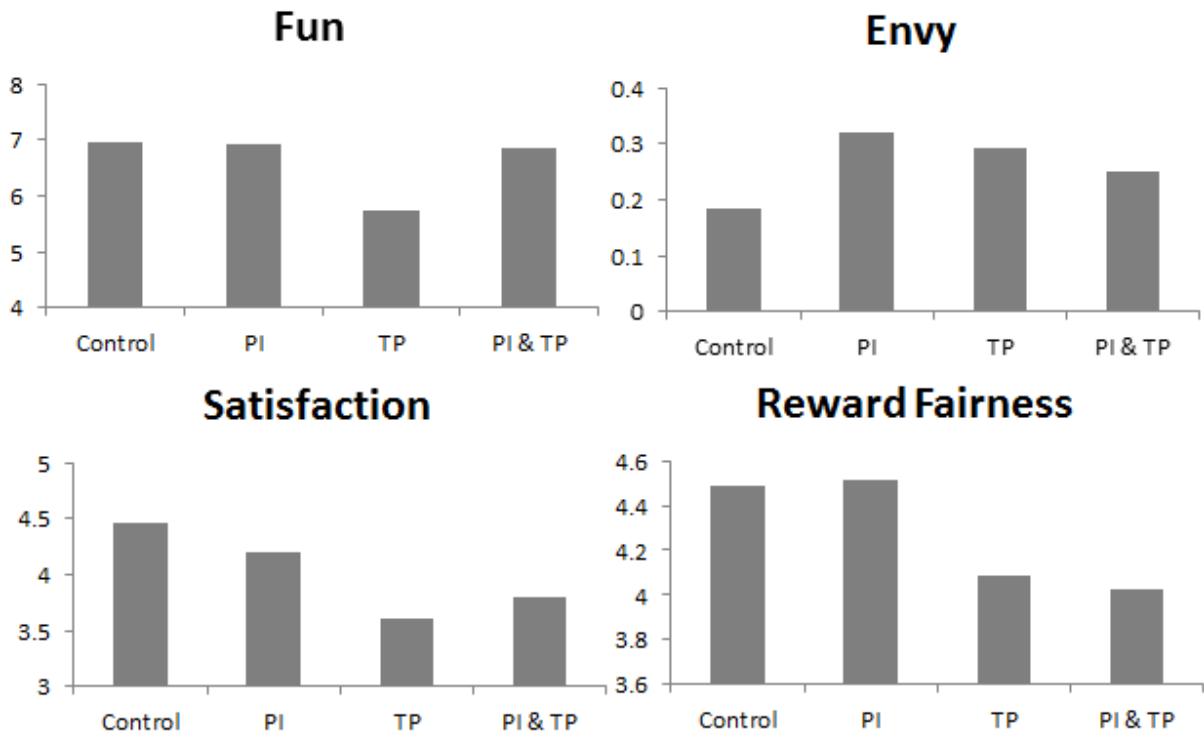 Fun
8
7
6
5
4
Control PI TP PI & TP
Envy
0.4
0.3
0.2
0.1
0
Control PI TP PI & TP
Satisfaction
5
4.5
4
3.5
3
Control PI TP PI & TP
Reward Fairness
4.6
4.4
4.2
4
3.8
3.6
Control PI TP PI & TP